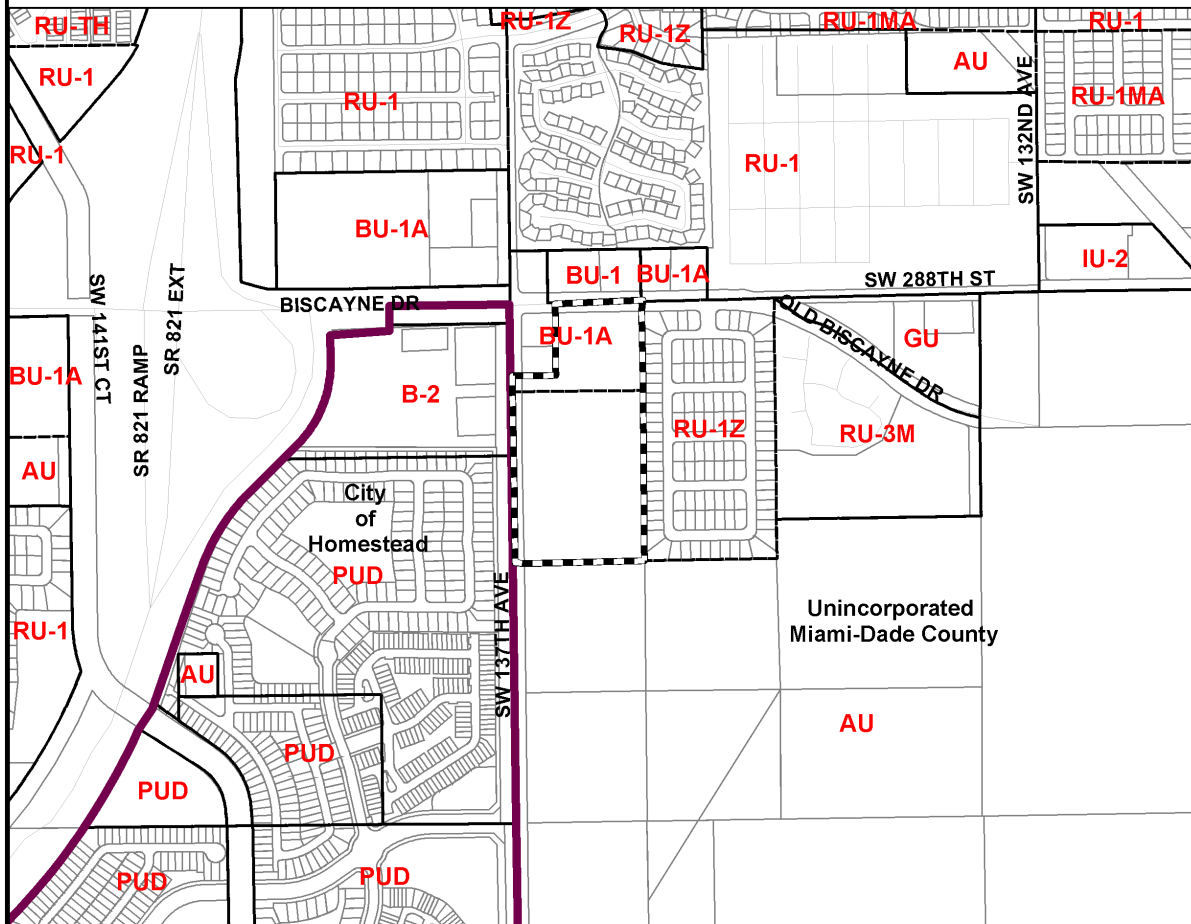 RU-TH
RU-1Z
RU-1Z
RU-1MA
RU-1
RU-1
AU
RU-1
RU-1MA
RU-1
RU-1
SW 132ND AVE
BU-1A
IU-2
BU-1
BU-1A
SW 288TH ST
SW 141ST CT
SR 821 EXT
BISCAYNE DR
OLD BISCAYNE DR
BU-1A
GU
BU-1A
SR 821 RAMP
B-2
RU-1Z
RU-3M
AU
City
of
Homestead
PUD
SW 137TH AVE
Unincorporated
Miami-Dade County
RU-1
AU
AU
PUD
PUD
PUD
PUD